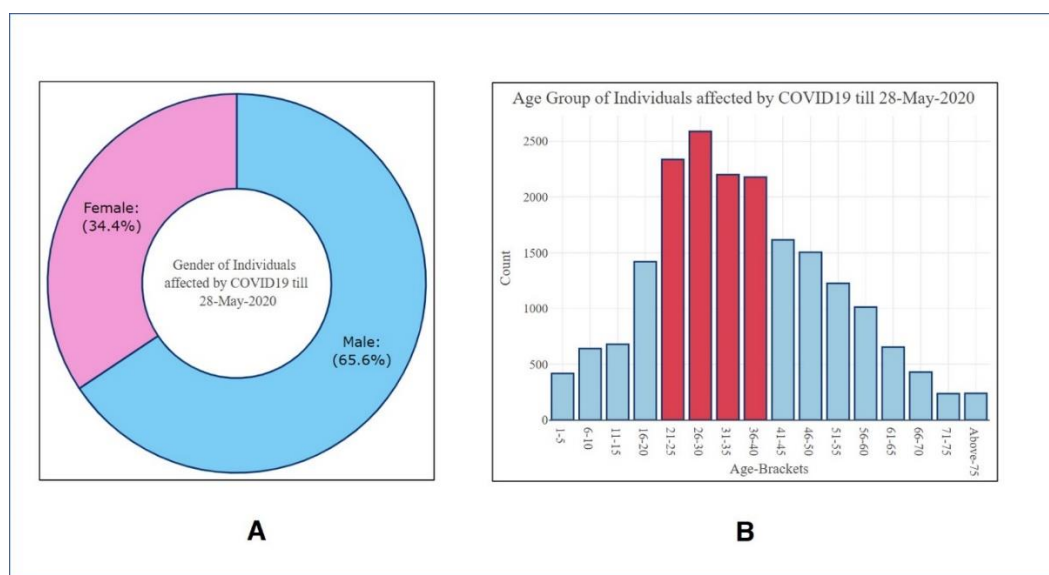 Female:
(34.4%)
Gender of Individuals
affected by COVID19 till
28-May-2020
Male:
(65.6%)
A
Age Group of Individuals affected by COVID19 till 28-May-2020
Count
2500
2000
1500
1000
500
0
1-5
6-10
11-15
16-20
21-25
26-30
31-35
36-40
41-45
46-50
51-55
56-60
61-65
66-70
71-75
Above-75
Age-Brackets
B